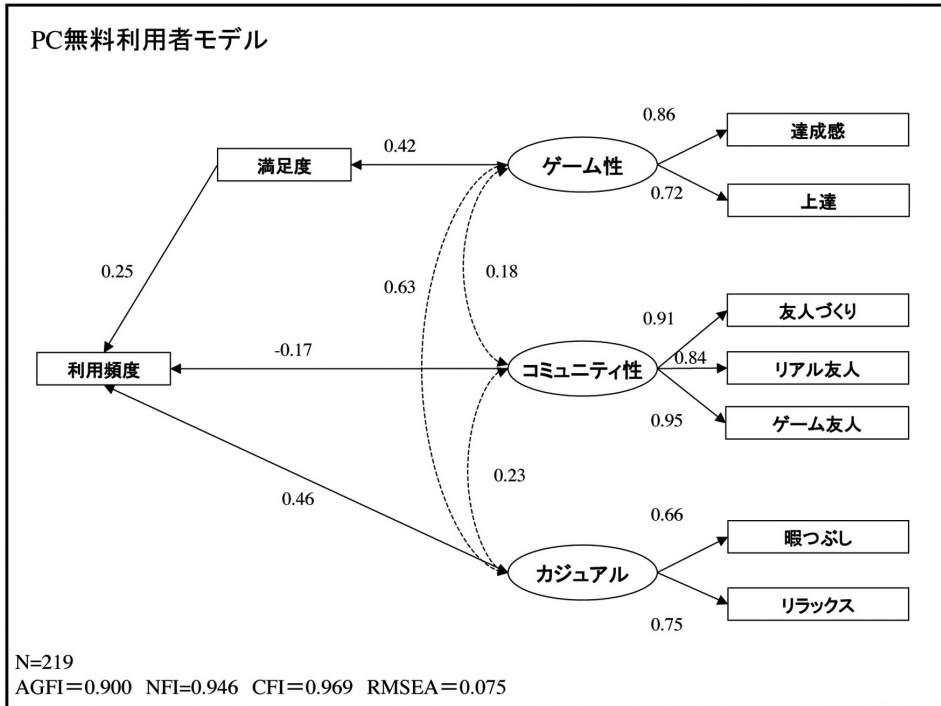 PC無料利用者モデル
0.86
達成感
0.42
満足度
ゲーム性
0.72
上達
0.25
0.63
0.18
友人づくり
0.91
-0.17
利用頻度
コミュニティ性
0.84
リアル友人
0.95
ゲーム友人
0.23
0.46
0.66
暇つぶし
カジュアル
リラックス
0.75
N=219
AGFI＝0.900 NFI=0.946 CFI＝0.969 RMSEA＝0.075